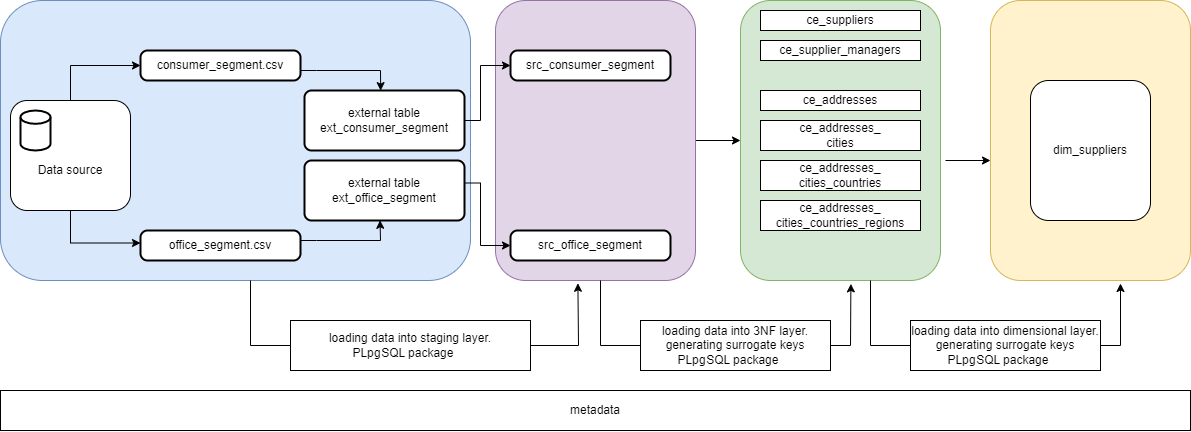 consumer_segment.csv
Data source
office_segment.csv
external table
ext_consumer_segment
external table
ext_office_segment
src_consumer_segment
src_office_segment
ce_suppliers
ce_supplier_managers
ce_addresses
ce_addresses_
cities
ce_addresses_
cities_countries
ce_addresses_
cities_countries_regions
dim_suppliers
loading data into staging layer.
PLpgSQL package
loading data into 3NF layer.
generating surrogate keys
PLpgSQL package
loading data into dimensional layer.
generating surrogate keys
PLpgSQL package
metadata